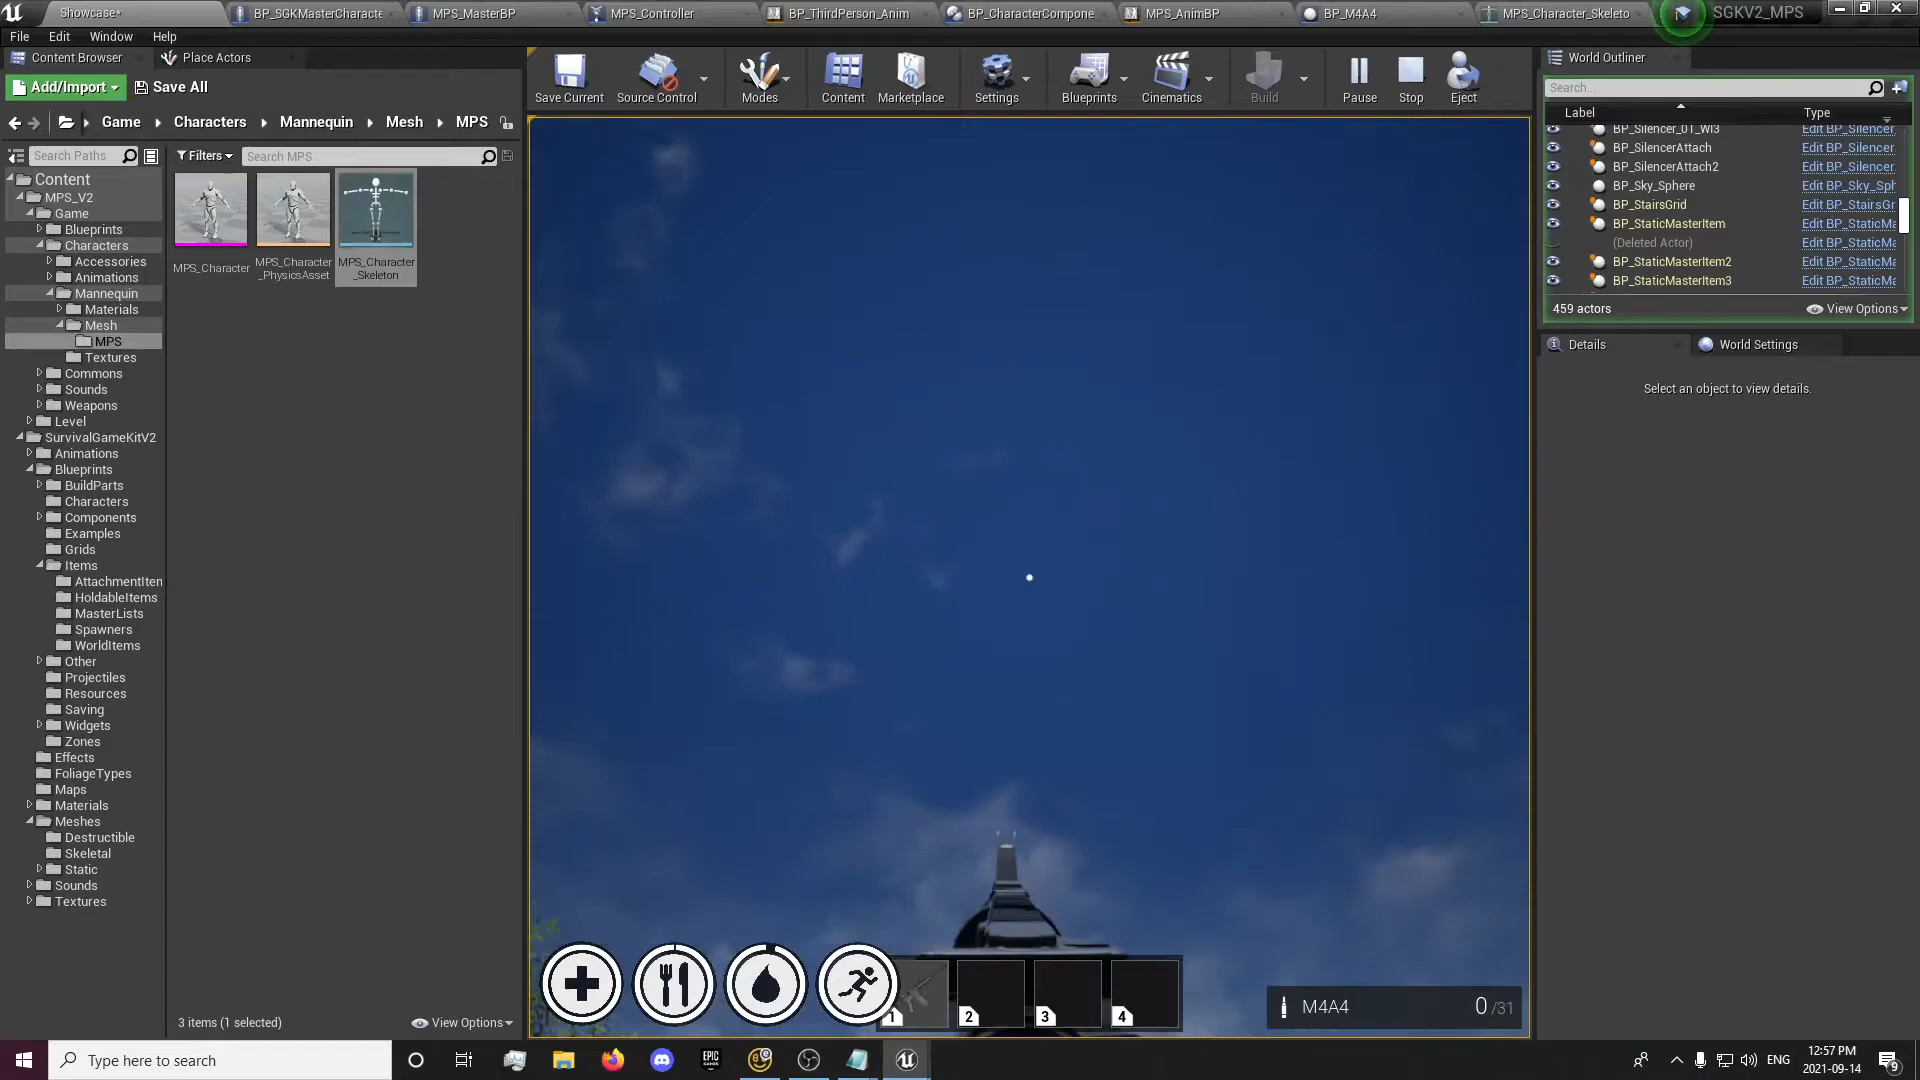 Showcase*
BP_SGKMasterCharacte
MPS_MasterBP
MPS_Controller
BP_ThirdPerson_Anim
BP_CharacterCompone
MPS_AnimBP
BP_M4A4
MPS_Character_Skeleto
SGKV2_MPS
File Edit Window Help
Content Browser
Place Actors
Add/Import
Save All
Game
Characters
Mannequin
Mesh
MPS
Search Paths
Filters
Search MPS
Content
MPS_V2
Game
Blueprints
Characters
Accessories
Animations
Mannequin
Materials
Mesh
MPS
Textures
Commons
Sounds
Weapons
Level
SurvivalGameKitV2
Animations
Blueprints
BuildParts
Characters
Components
Examples
Grids
Items
AttachmentIten
HoldableItems
MasterLists
Spawners
WorldItems
Other
Projectiles
Resources
Saving
Widgets
Zones
Effects
FoliageTypes
Maps
Materials
Meshes
Destructible
Skeletal
Static
Sounds
Textures
MPS_Character
MPS_Character
_PhysicsAsset
MPS_Character
_Skeleton
3 items (1 selected)
View Options
Save Current
Source Control
Modes
Content
Marketplace
Settings
Blueprints
Cinematics
Build
Pause
Stop
Eject
1
2
3
4
M4A4
0 /31
World Outliner
Search...
Label
Type
BP_Silencer_01_Wl3 Edit BP_Silencer
BP_SilencerAttach Edit BP_Silencer
BP_SilencerAttach2 Edit BP_Silencer
BP_Sky_Sphere Edit BP_Sky_Sph
BP_StairsGrid Edit BP_StairsGr
BP_StaticMasterItem Edit BP_StaticMa
(Deleted Actor) Edit BP_StaticMa
BP_StaticMasterItem2 Edit BP_StaticMa
BP_StaticMasterItem3 Edit BP_StaticMa
459 actors
View Options
Details
World Settings
Select an object to view details.
Type here to search
EPIC
ENG
12:57 PM
2021-09-14
9